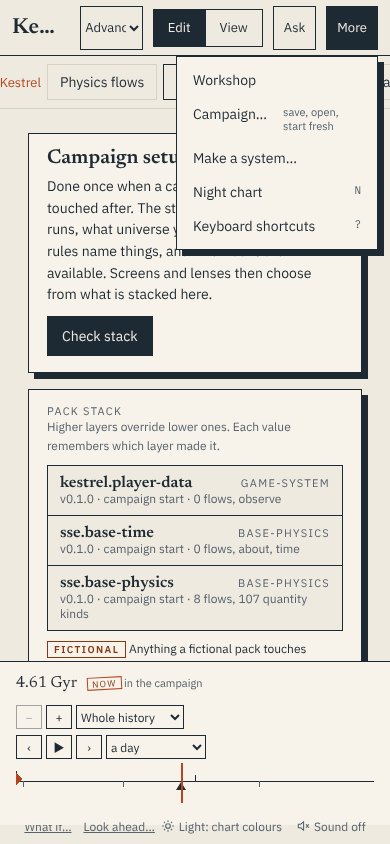 Ke...
Advanc
Edit
View
Ask
More
Kestrel
Physics flows
Workshop
Campaign...
save, open,
start fresh
Make a system...
Night chart
N
Keyboard shortcuts
?
Campaign setu
Done once when a ca
touched after. The st
runs, what universe y
rules name things, an
available. Screens and lenses then choose
from what is stacked here.
Check stack
PACK STACK
Higher layers override lower ones. Each value
remembers which layer made it.
kestrel.player-data
GAME-SYSTEM
v0.1.0 · campaign start · 0 flows, observe
sse.base-time
BASE-PHYSICS
v0.1.0 · campaign start · 0 flows, about, time
sse.base-physics
BASE-PHYSICS
v0.1.0 · campaign start · 8 flows, 107 quantity
kinds
FICTIONAL Anything a fictional pack touches
4.61 Gyr NOW in the campaign
− + Whole history
‹ ▶ › a day
What if... Look ahead... Light: chart colours Sound off